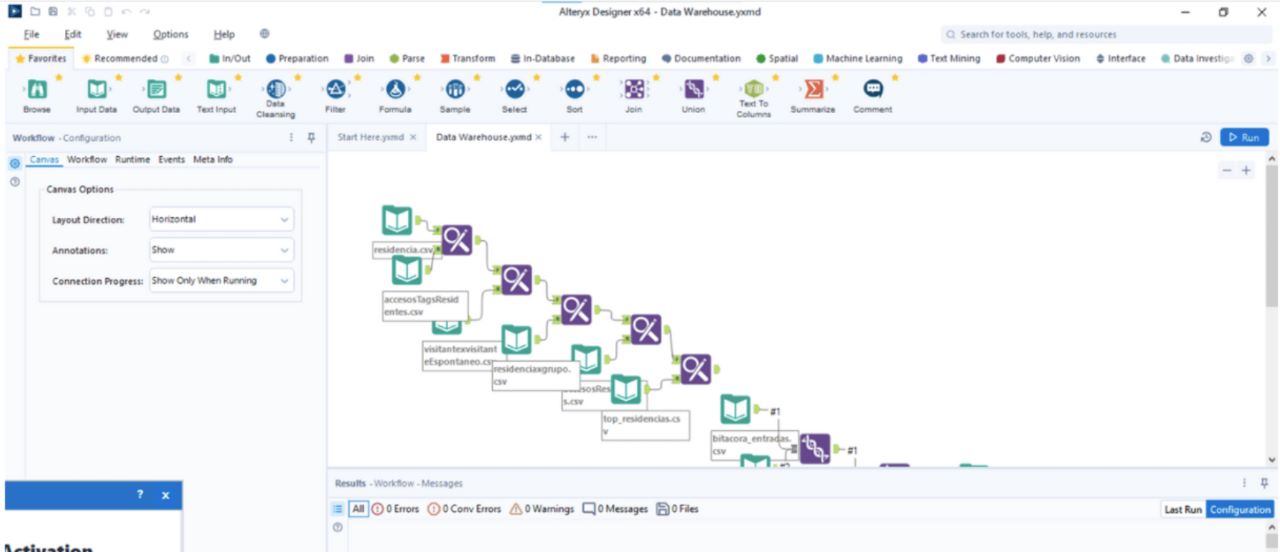 Alteryx Designer x64 - Data Warehouse.yxmd
File Edit View Options Help
Search for tools, help, and resources
Favorites Recommended In/Out Preparation Join Parse Transform In-Database Reporting Documentation Spatial Machine Learning Text Mining Computer Vision Interface Data Investig
Browse Input Data Output Data Text Input Data Cleansing Filter Formula Sample Select Sort Join Union Text To Columns Summarize Comment
Workflow - Configuration
Start Here.yxmd Data Warehouse.yxmd
Run
Canvas Workflow Runtime Events Meta Info
Canvas Options
Layout Direction: Horizontal
Annotations: Show
Connection Progress: Show Only When Running
residencia.csv
accesosTagsResid
entes.csv
visitantexvisitant
eEspontaneo.csv
residenciaxgrupo.
csv
s.csv
top_residencias.cs
v
#1
bitacora_entradas.
csv
#1
#2
Results - Workflow - Messages
All 0 Errors 0 Conv Errors 0 Warnings 0 Messages 0 Files
Last Run Configuration
? x
Activation